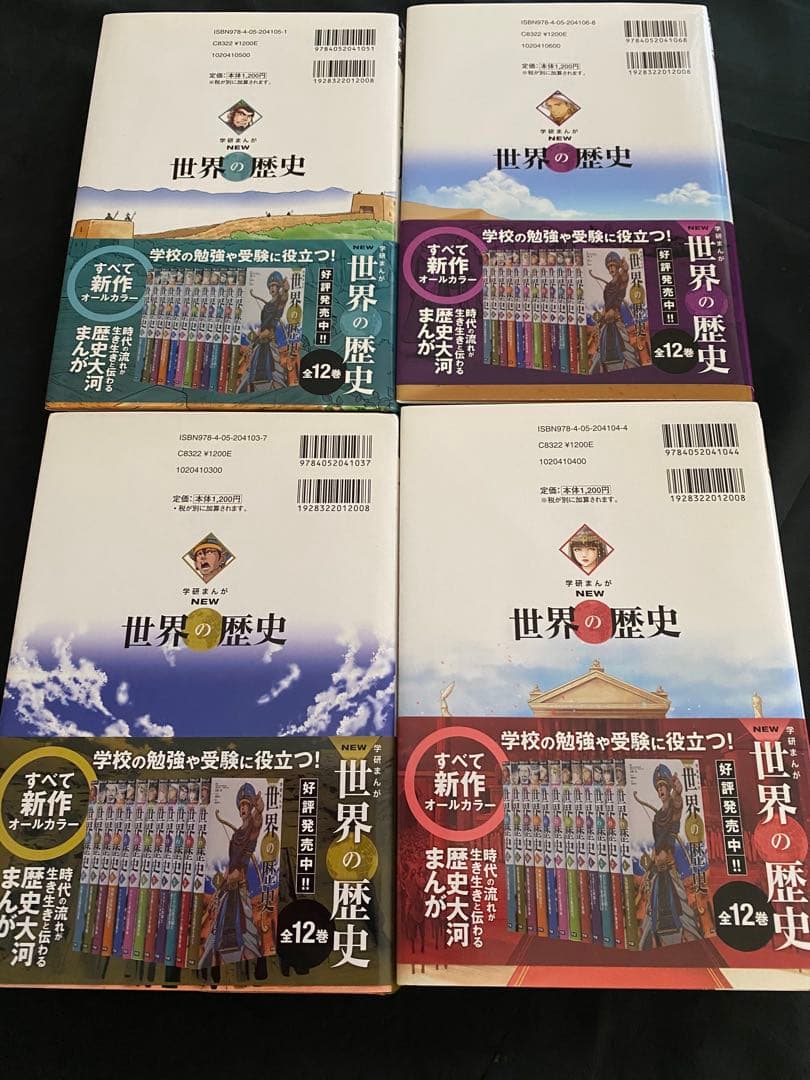 ISBN978-4-05-204105-1
C8322 ¥1200E
1020410500
9784052041051
定価：本体1,200円
※税が別に加算されます。
1928322012008
学研まんが
NEW
世界の歴史
学校の勉強や受験に役立つ!
すべて
新作
オールカラー
好評発売中!!
時代の流れが
生き生きと伝わる
歴史大河
まんが
全12巻
学研まんが
NEW
世界の歴史
世界の歴史
ISBN978-4-05-204106-8
C8322 ¥1200E
1020410600
9784052041068
定価：本体1,200円
※税が別に加算されます。
1928322012008
学研まんが
NEW
世界の歴史
学校の勉強や受験に役立つ!
すべて
新作
オールカラー
好評発売中!!
時代の流れが
生き生きと伝わる
歴史大河
まんが
全12巻
学研まんが
NEW
世界の歴史
世界の歴史
ISBN978-4-05-204103-7
C8322 ¥1200E
1020410300
9784052041037
定価：本体1,200円
・税が別に加算されます。
1928322012008
学研まんが
NEW
世界の歴史
学校の勉強や受験に役立つ!
すべて
新作
オールカラー
好評発売中!!
時代の流れが
生き生きと伝わる
歴史大河
まんが
全12巻
学研まんが
NEW
世界の歴史
世界の歴史
ISBN978-4-05-204104-4
C8322 ¥1200E
1020410400
9784052041044
定価：本体1,200円
※税が別に加算されます。
1928322012008
学研まんが
NEW
世界の歴史
学校の勉強や受験に役立つ!
すべて
新作
オールカラー
好評発売中!!
時代の流れが
生き生きと伝わる
歴史大河
まんが
全12巻
学研まんが
NEW
世界の歴史
世界の歴史